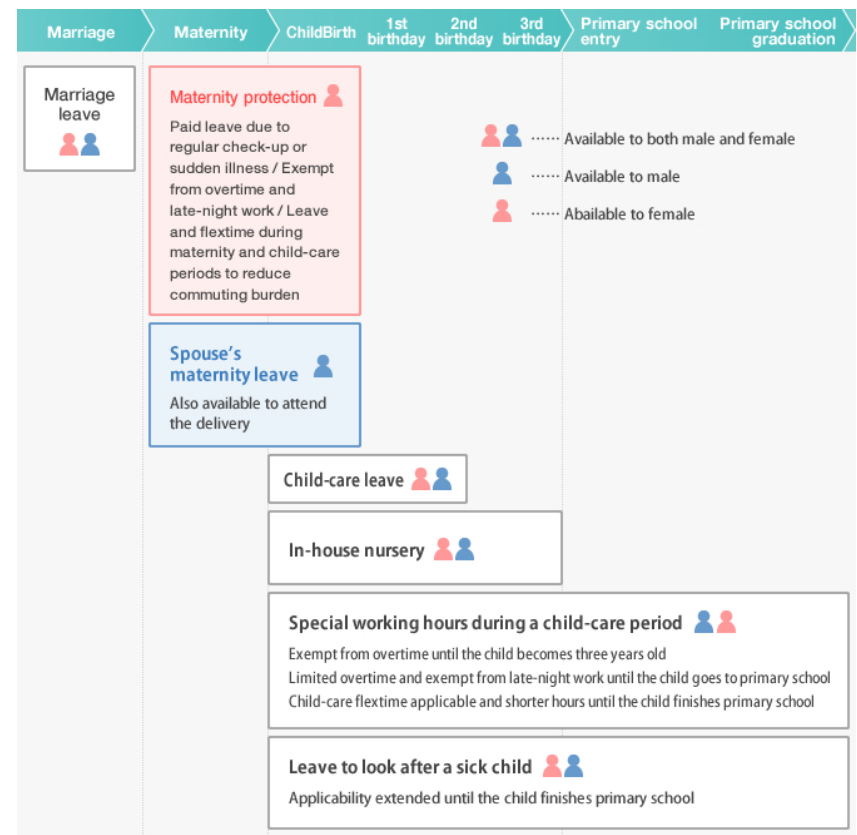 Marriage
Maternity
ChildBirth
1st
birthday
2nd
birthday
3rd
birthday
Primary school
entry
Primary school
graduation
Marriage
leave
Maternity protection
Paid leave due to
regular check-up or
sudden illness / Exempt
from overtime and
late-night work / Leave
and flextime during
maternity and child-care
periods to reduce
commuting burden
······ Available to both male and female
······ Available to male
······ Abailable to female
Spouse's
maternity leave
Also available to attend
the delivery
Child-care leave
In-house nursery
Special working hours during a child-care period
Exempt from overtime until the child becomes three years old
Limited overtime and exempt from late-night work until the child goes to primary school
Child-care flextime applicable and shorter hours until the child finishes primary school
Leave to look after a sick child
Applicability extended until the child finishes primary school